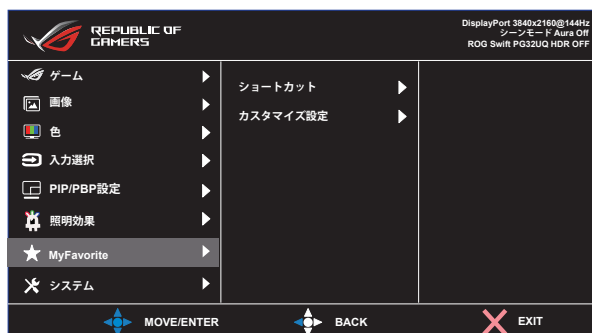 REPUBLIC OF
GAMERS
DisplayPort 3840x2160@144Hz
シーンモード Aura Off
ROG Swift PG32UQ HDR OFF
ゲーム
画像
色
入力選択
PIP/PBP設定
照明効果
MyFavorite
システム
ショートカット
カスタマイズ設定
MOVE/ENTER
BACK
EXIT